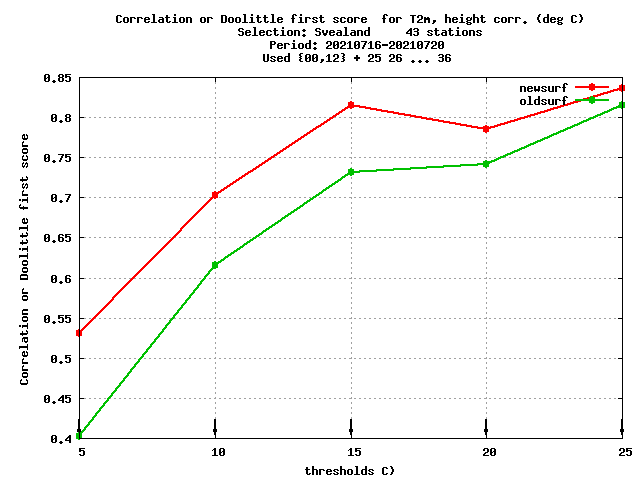 Correlation or Doolittle first score  for T2m, height corr. (deg C)
Selection: Svealand     43 stations
Period: 20210716-20210720
Used {00,12} + 25 26 ... 36
newsurf
oldsurf
0.85
0.8
0.75
0.7
0.65
0.6
0.55
0.5
0.45
0.4
Correlation or Doolittle first score
5 10 15 20 25
thresholds C)